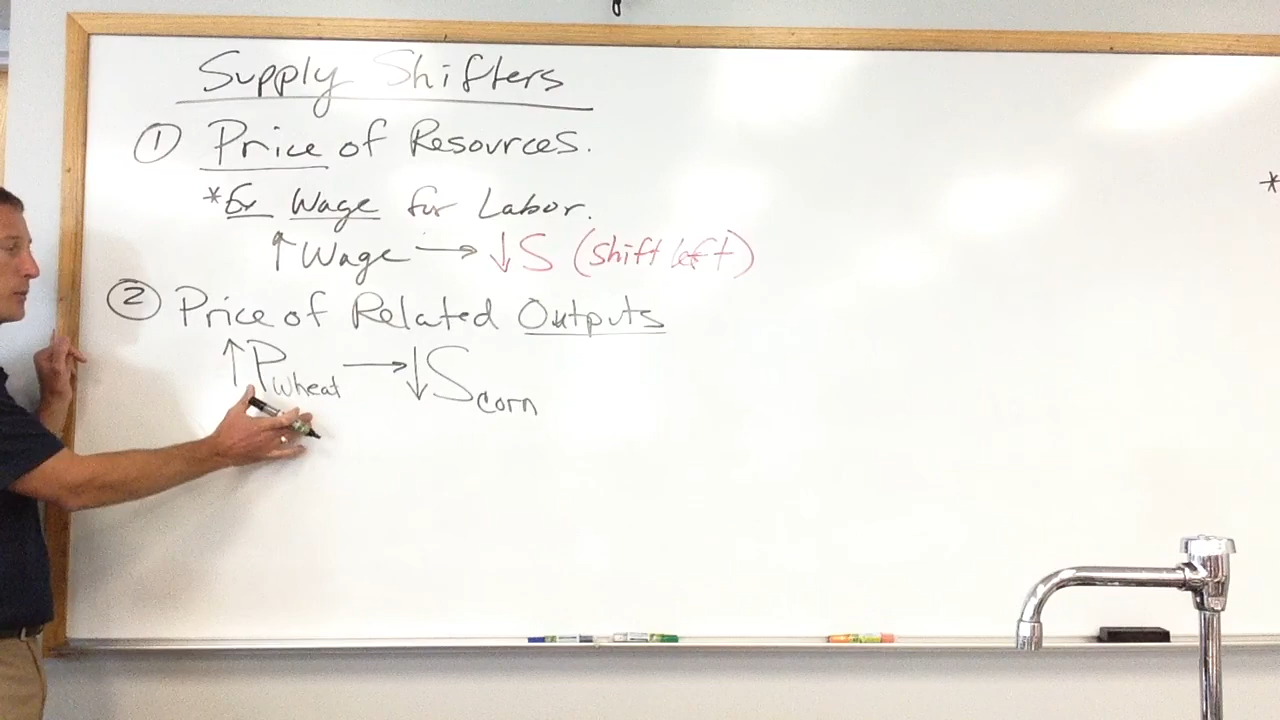 Supply Shifters
① Price of Resources.
*Ex Wage for Labor.
↑ Wage → ↓S (shift left)
② Price of Related Outputs
↑P wheat → ↓S corn
*